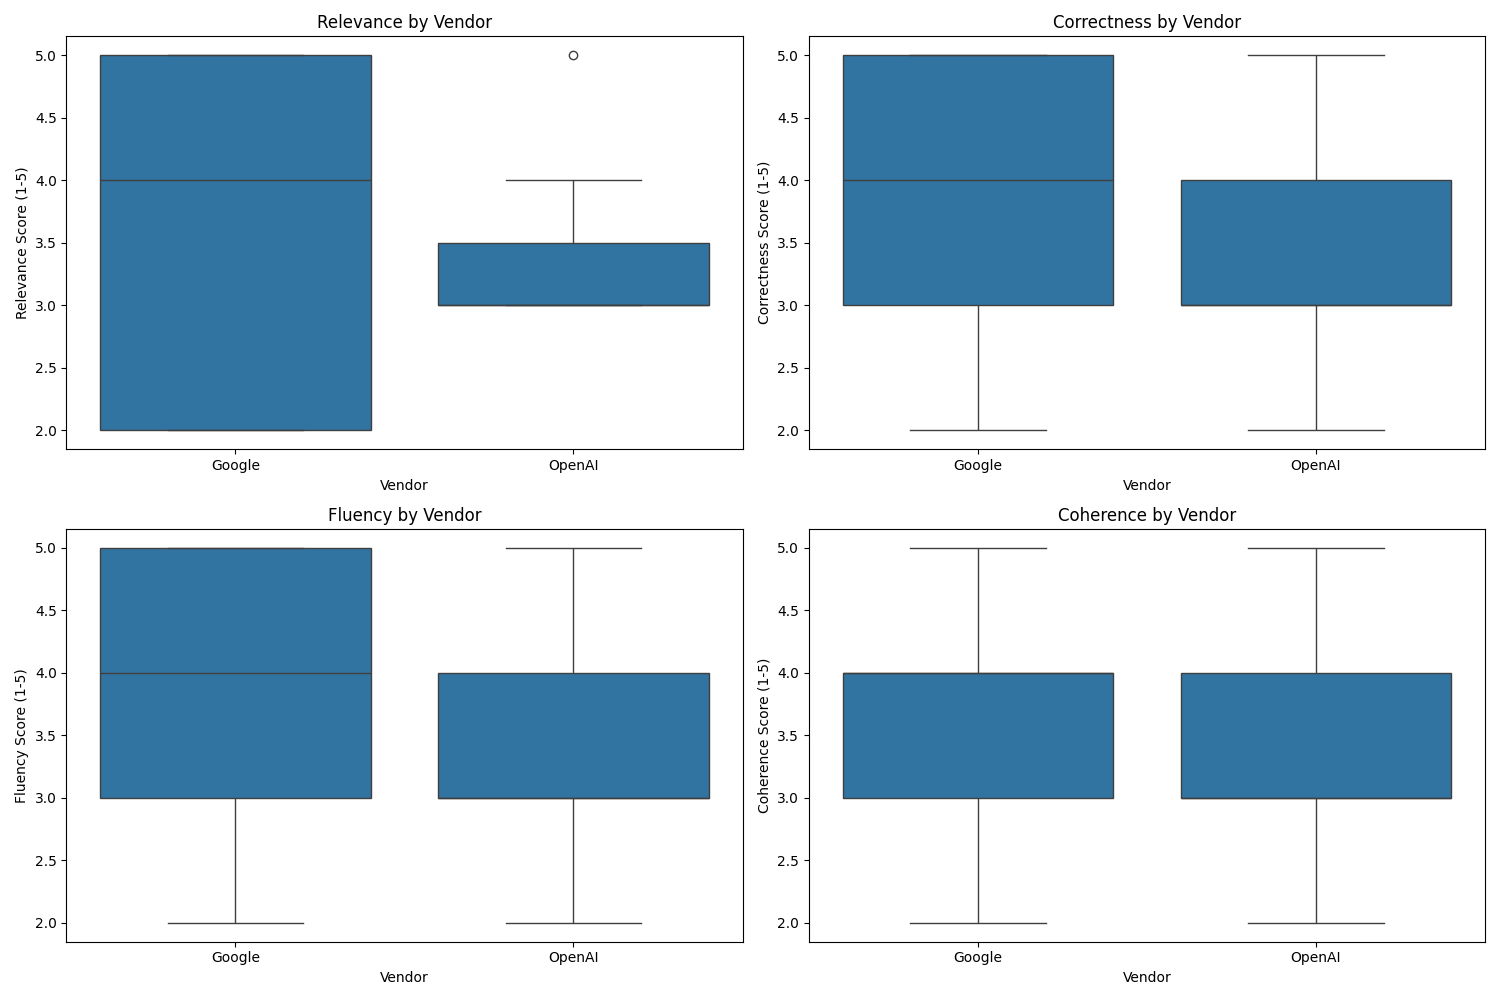 Relevance by Vendor
Relevance Score (1-5)
5.0
4.5
4.0
3.5
3.0
2.5
2.0
Google
OpenAI
Vendor
Correctness by Vendor
Correctness Score (1-5)
5.0
4.5
4.0
3.5
3.0
2.5
2.0
Google
OpenAI
Vendor
Fluency by Vendor
Fluency Score (1-5)
5.0
4.5
4.0
3.5
3.0
2.5
2.0
Google
OpenAI
Vendor
Coherence by Vendor
Coherence Score (1-5)
5.0
4.5
4.0
3.5
3.0
2.5
2.0
Google
OpenAI
Vendor